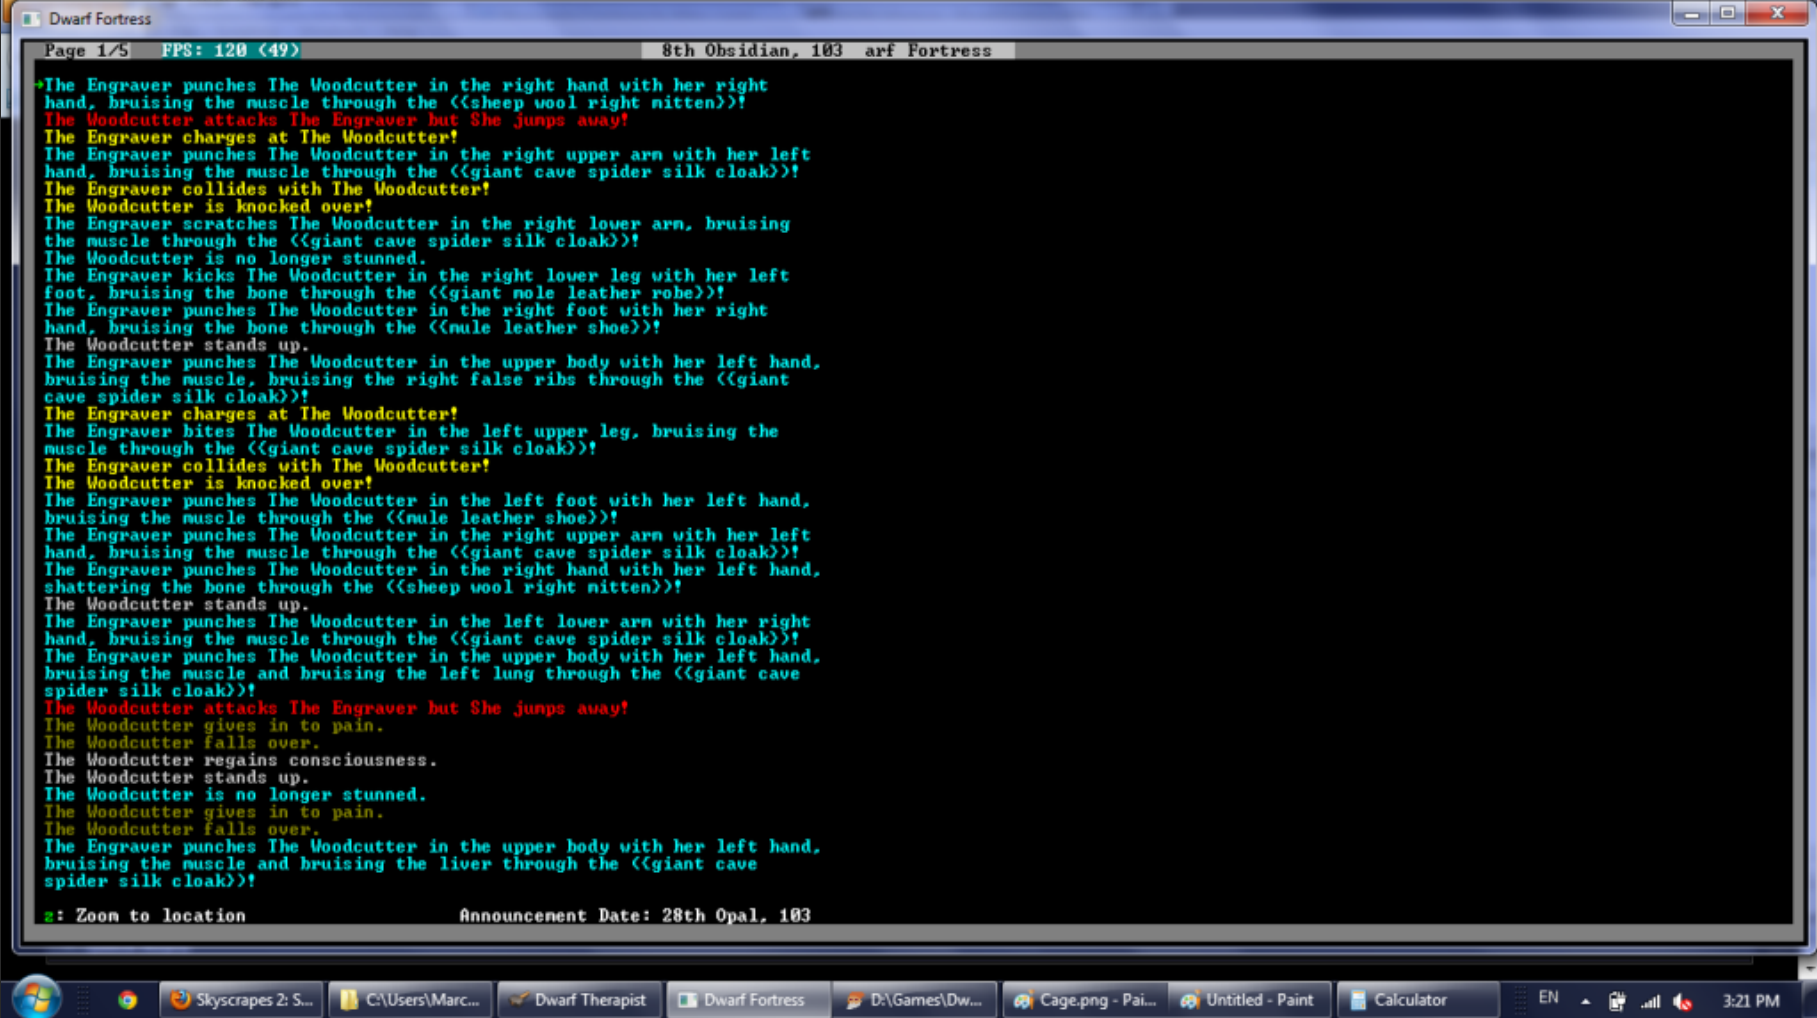 Dwarf Fortress
Page 1/5 FPS: 120 (49) 8th Obsidian, 103 arf Fortress
The Engraver punches The Woodcutter in the right hand with her right
hand, bruising the muscle through the <<sheep wool right mitten>>!
The Woodcutter attacks The Engraver but She jumps away!
The Engraver charges at The Woodcutter!
The Engraver punches The Woodcutter in the right upper arm with her left
hand, bruising the muscle through the <<giant cave spider silk cloak>>!
The Engraver collides with The Woodcutter!
The Woodcutter is knocked over!
The Engraver scratches The Woodcutter in the right lower arm, bruising
the muscle through the <<giant cave spider silk cloak>>!
The Woodcutter is no longer stunned.
The Engraver kicks The Woodcutter in the right lower leg with her left
foot, bruising the bone through the <<giant mole leather robe>>!
The Engraver punches The Woodcutter in the right foot with her right
hand, bruising the bone through the <<mule leather shoe>>!
The Woodcutter stands up.
The Engraver punches The Woodcutter in the upper body with her left hand,
bruising the muscle, bruising the right false ribs through the <<giant
cave spider silk cloak>>!
The Engraver charges at The Woodcutter!
The Engraver bites The Woodcutter in the left upper leg, bruising the
muscle through the <<giant cave spider silk cloak>>!
The Engraver collides with The Woodcutter!
The Woodcutter is knocked over!
The Engraver punches The Woodcutter in the left foot with her left hand,
bruising the muscle through the <<mule leather shoe>>!
The Engraver punches The Woodcutter in the right upper arm with her left
hand, bruising the muscle through the <<giant cave spider silk cloak>>!
The Engraver punches The Woodcutter in the right hand with her left hand,
shattering the bone through the <<sheep wool right mitten>>!
The Woodcutter stands up.
The Engraver punches The Woodcutter in the left lower arm with her right
hand, bruising the muscle through the <<giant cave spider silk cloak>>!
The Engraver punches The Woodcutter in the upper body with her left hand,
bruising the muscle and bruising the left lung through the <<giant cave
spider silk cloak>>!
The Woodcutter attacks The Engraver but She jumps away!
The Woodcutter gives in to pain.
The Woodcutter falls over.
The Woodcutter regains consciousness.
The Woodcutter stands up.
The Woodcutter is no longer stunned.
The Woodcutter gives in to pain.
The Woodcutter falls over.
The Engraver punches The Woodcutter in the upper body with her left hand,
bruising the muscle and bruising the liver through the <<giant cave
spider silk cloak>>!
z: Zoom to location Announcement Date: 28th Opal, 103
Skyscrapes 2: S... C:\Users\Marc... Dwarf Therapist Dwarf Fortress D:\Games\Dw... Cage.png - Pai... Untitled - Paint Calculator EN 3:21 PM